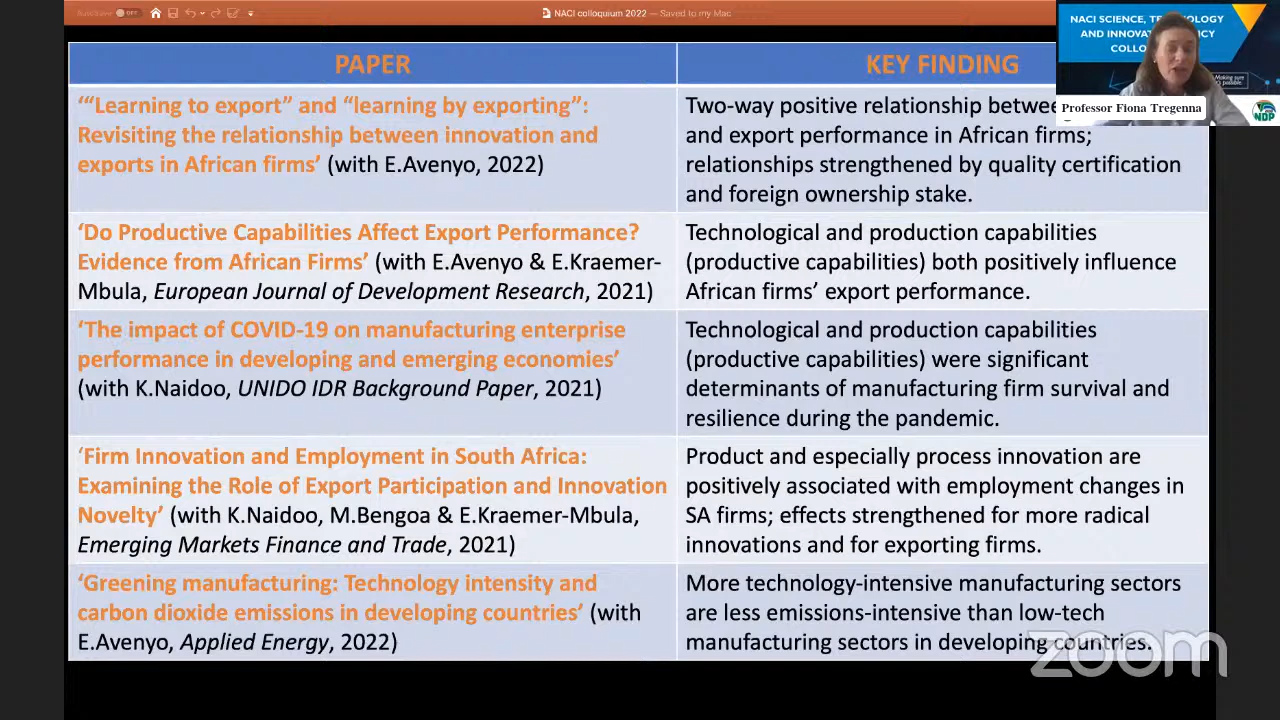 AutoSave OFF
NACI colloquium 2022 — Saved to my Mac
NACI SCIENCE, TECHNOLOGY
AND INNOVATION POLICY
COLLO
Making sure
it's possible.
Professor Fiona Tregenna
NDP
PAPER
KEY FINDING
‘“Learning to export” and “learning by exporting”:
Revisiting the relationship between innovation and
exports in African firms’ (with E.Avenyo, 2022)
Two-way positive relationship between
and export performance in African firms;
relationships strengthened by quality certification
and foreign ownership stake.
‘Do Productive Capabilities Affect Export Performance?
Evidence from African Firms’ (with E.Avenyo & E.Kraemer-
Mbula, European Journal of Development Research, 2021)
Technological and production capabilities
(productive capabilities) both positively influence
African firms’ export performance.
‘The impact of COVID-19 on manufacturing enterprise
performance in developing and emerging economies’
(with K.Naidoo, UNIDO IDR Background Paper, 2021)
Technological and production capabilities
(productive capabilities) were significant
determinants of manufacturing firm survival and
resilience during the pandemic.
‘Firm Innovation and Employment in South Africa:
Examining the Role of Export Participation and Innovation
Novelty’ (with K.Naidoo, M.Bengoa & E.Kraemer-Mbula,
Emerging Markets Finance and Trade, 2021)
Product and especially process innovation are
positively associated with employment changes in
SA firms; effects strengthened for more radical
innovations and for exporting firms.
‘Greening manufacturing: Technology intensity and
carbon dioxide emissions in developing countries’ (with
E.Avenyo, Applied Energy, 2022)
More technology-intensive manufacturing sectors
are less emissions-intensive than low-tech
manufacturing sectors in developing countries.
zoom